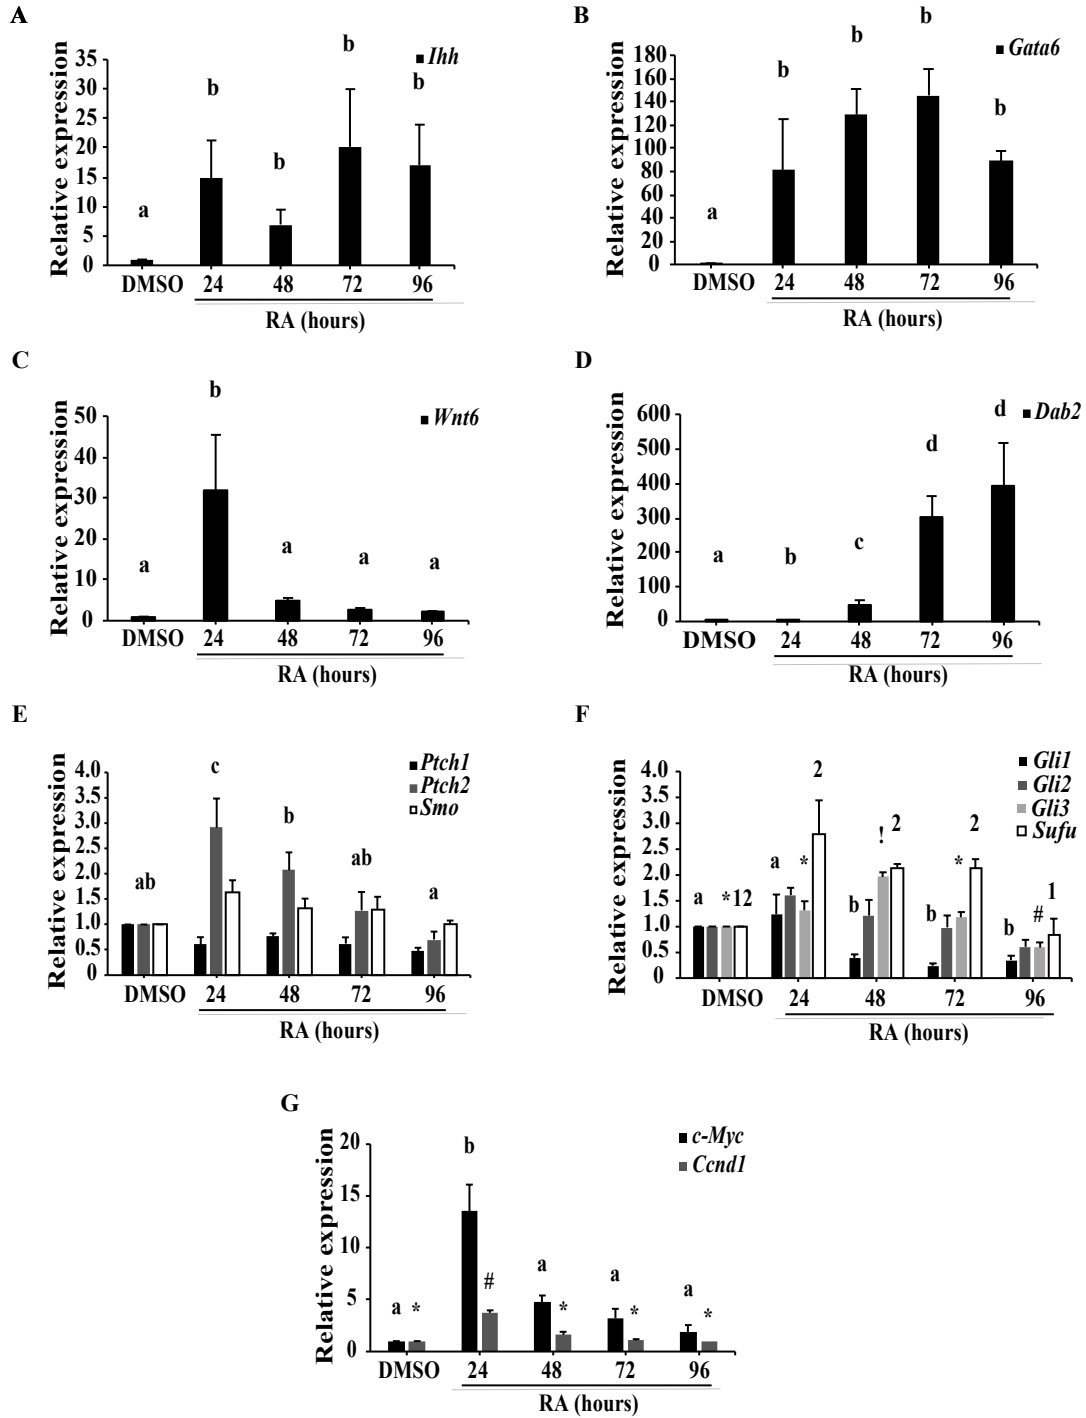 A
Relative expression
35
30
25
20
15
10
5
0
Ihh
a
b
b
b
b
DMSO 24 48 72 96
RA (hours)
B
Relative expression
180
160
140
120
100
80
60
40
20
0
Gata6
a
b
b
b
b
DMSO 24 48 72 96
RA (hours)
C
Relative expression
50
40
30
20
10
0
Wnt6
a
b
a
a
a
DMSO 24 48 72 96
RA (hours)
D
Relative expression
600
500
400
300
200
100
0
Dab2
a
b
c
d
d
DMSO 24 48 72 96
RA (hours)
E
Relative expression
4.0
3.5
3.0
2.5
2.0
1.5
1.0
0.5
0
Ptch1
Ptch2
Smo
ab
c
b
ab
a
DMSO 24 48 72 96
RA (hours)
F
Relative expression
4.0
3.5
3.0
2.5
2.0
1.5
1.0
0.5
0
Gli1
Gli2
Gli3
Sufu
a *12
a * 2
b ! 2
b * 2
b # 1
DMSO 24 48 72 96
RA (hours)
G
Relative expression
20
15
10
5
0
c-Myc
Ccnd1
a *
b #
a *
a *
a *
DMSO 24 48 72 96
RA (hours)